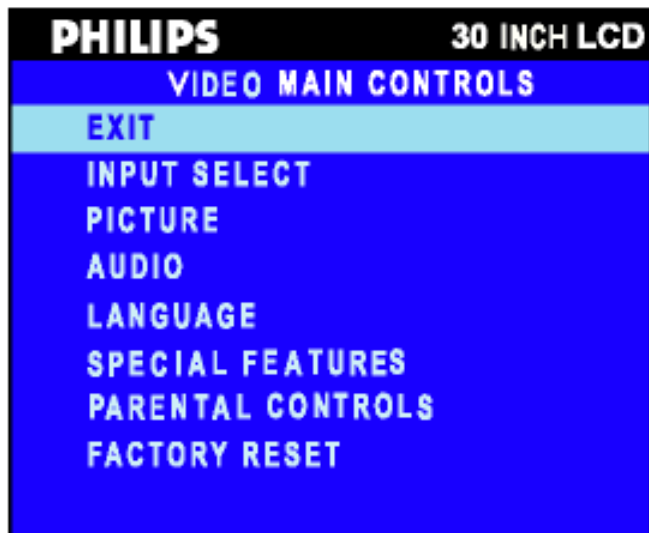 PHILIPS 30 INCH LCD
VIDEO MAIN CONTROLS
EXIT
INPUT SELECT
PICTURE
AUDIO
LANGUAGE
SPECIAL FEATURES
PARENTAL CONTROLS
FACTORY RESET